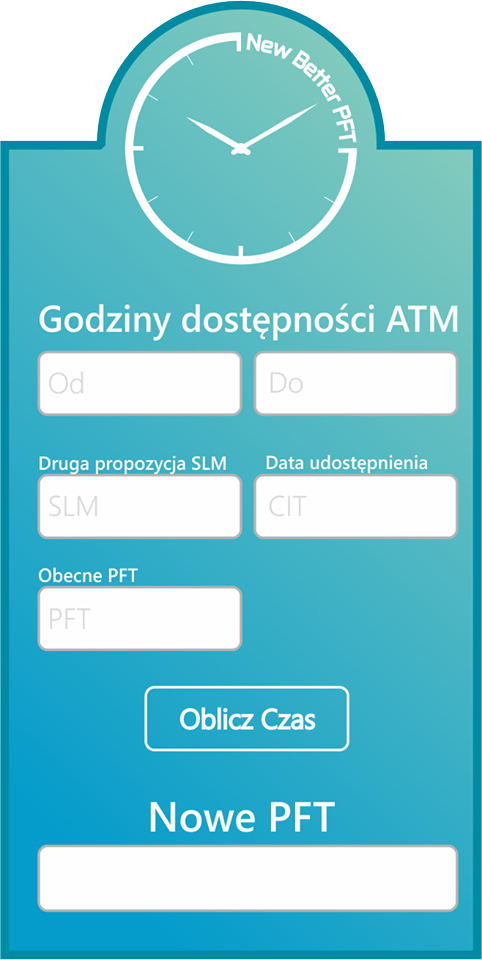 New Better PFT
Godziny dostępności ATM
Od Do
Druga propozycja SLM Data udostępnienia
SLM CIT
Obecne PFT
PFT
Oblicz Czas
Nowe PFT